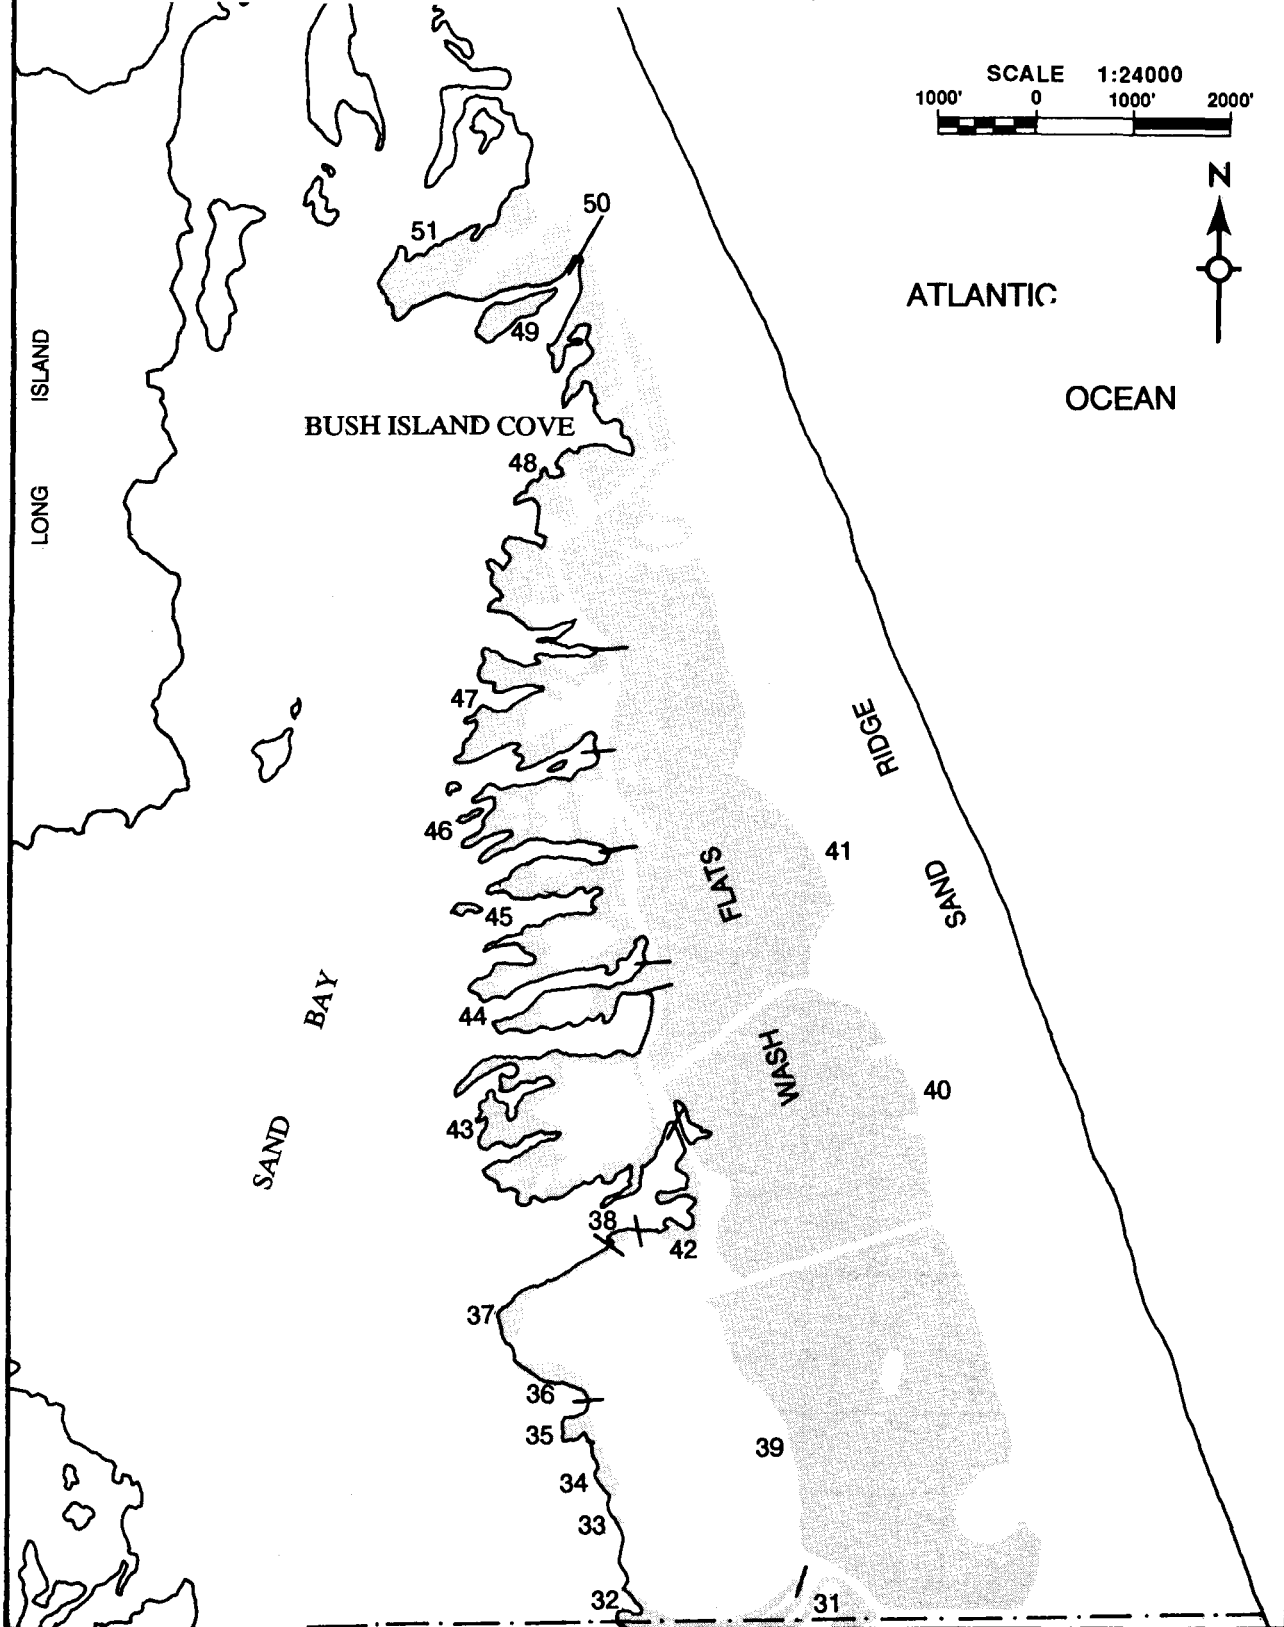 SCALE 1:24000
1000' 0 1000' 2000'
N
50
51
ATLANTIC
49
LONG ISLAND
OCEAN
BUSH ISLAND COVE
48
47
RIDGE
46
41
FLATS
SAND
45
BAY
44
WASH
40
43
SAND
38
42
37
36
35
39
34
33
32
31